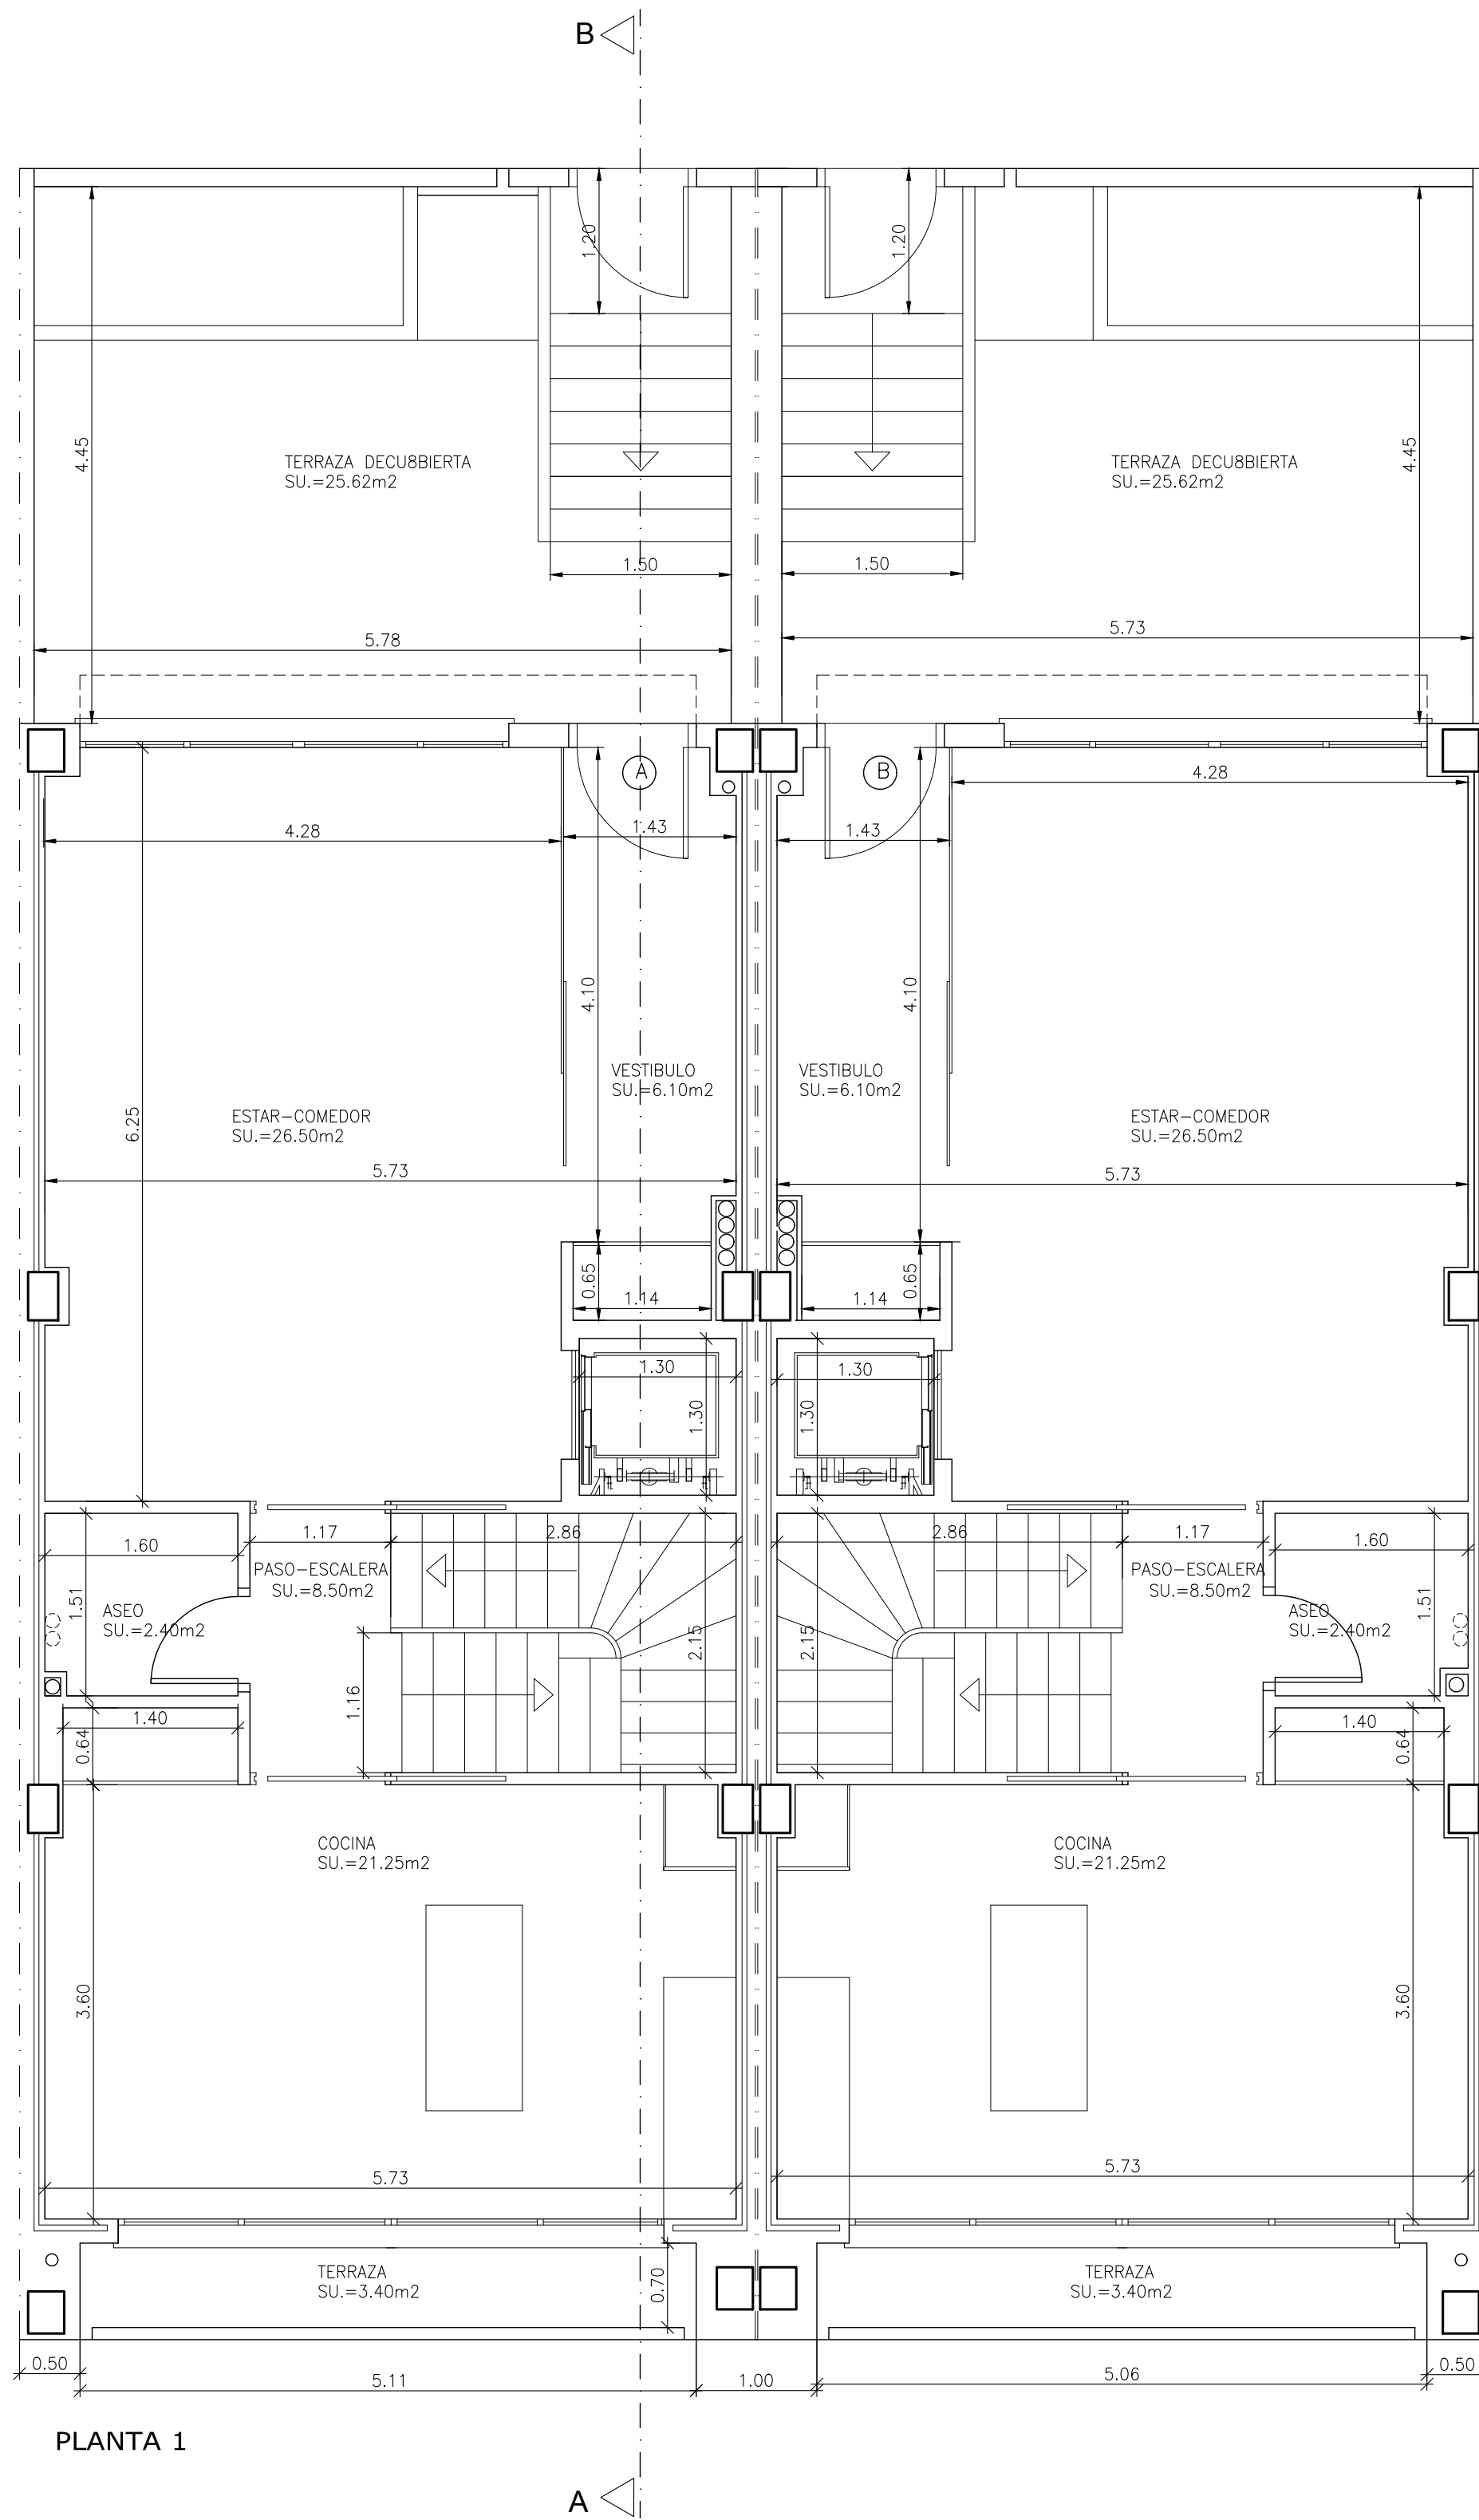 B
1.20
1.20
4.45
TERRAZA DECU8BIERTA
SU.=25.62m2
TERRAZA DECU8BIERTA
SU.=25.62m2
4.45
1.50
1.50
5.78
5.73
A
B
4.28
1.43
1.43
4.28
4.10
4.10
VESTIBULO
SU.=6.10m2
VESTIBULO
SU.=6.10m2
6.25
ESTAR-COMEDOR
SU.=26.50m2
ESTAR-COMEDOR
SU.=26.50m2
5.73
5.73
0.65
1.14
1.14
0.65
1.30
1.30
1.30
1.30
1.60
1.17
2.86
2.86
1.17
1.60
PASO-ESCALERA
SU.=8.50m2
PASO-ESCALERA
SU.=8.50m2
1.51
ASEO
SU.=2.40m2
2.15
2.15
ASEO
SU.=2.40m2
1.51
1.16
1.40
0.64
1.40
0.64
COCINA
SU.=21.25m2
COCINA
SU.=21.25m2
3.60
3.60
5.73
5.73
TERRAZA
SU.=3.40m2
0.70
TERRAZA
SU.=3.40m2
0.50
5.11
1.00
5.06
0.50
PLANTA 1
A